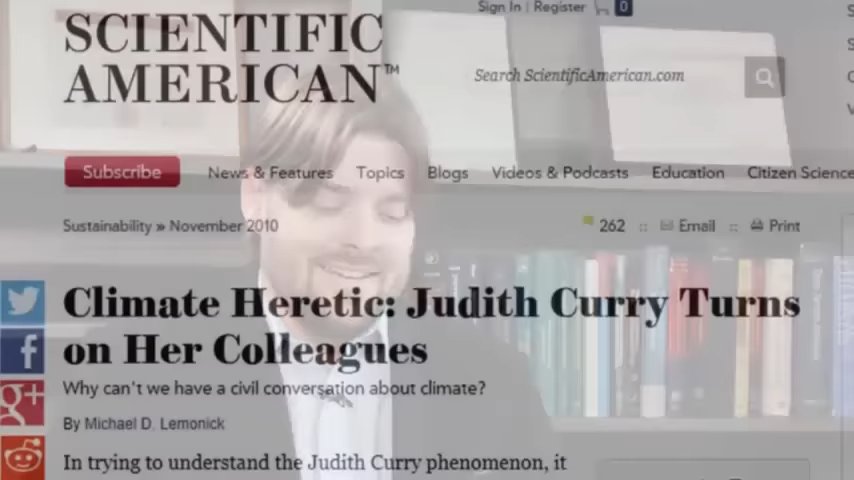 Sign In | Register 0
SCIENTIFIC
AMERICAN™
Search ScientificAmerican.com
Subscribe News & Features Topics Blogs Videos & Podcasts Education Citizen Science
Sustainability » November 2010 262 :: Email :: Print
Climate Heretic: Judith Curry Turns
on Her Colleagues
Why can't we have a civil conversation about climate?
By Michael D. Lemonick
In trying to understand the Judith Curry phenomenon, it
g+